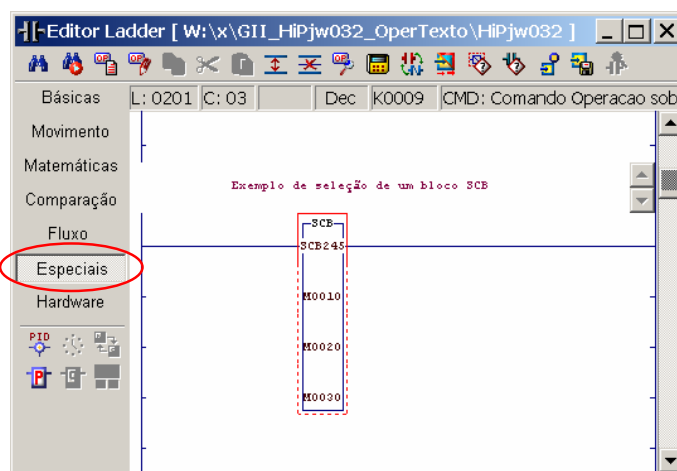 Editor Ladder [ W:\x\GII_HiPjw032_OperTexto\HiPjw032 ]
Básicas
L: 0201 C: 03 Dec K0009 CMD: Comando Operacao sob
Movimento
Matemáticas
Comparação
Fluxo
Especiais
Hardware
PID
P
C
Exemplo de seleção de um bloco SCB
SCB
SCB245
M0010
M0020
M0030